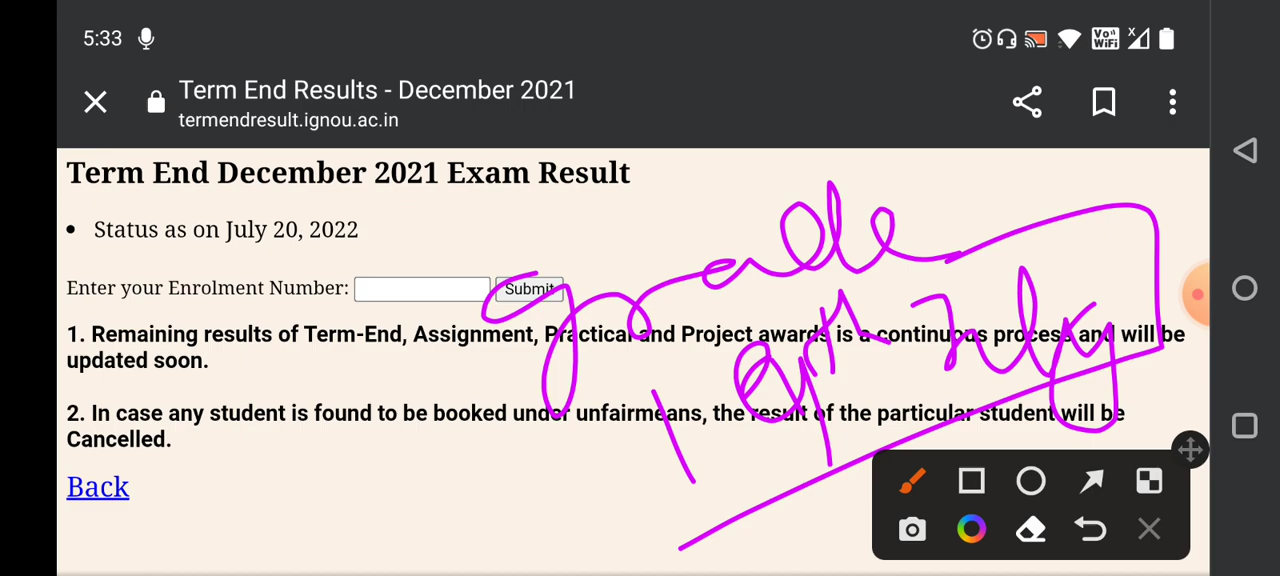 5:33
Vo))
WiFi
X
Term End Results - December 2021
termendresult.ignou.ac.in
Term End December 2021 Exam Result
Status as on July 20, 2022
Enter your Enrolment Number:
Submit
1. Remaining results of Term-End, Assignment, Practical and Project awards is a continuous process and will be
updated soon.
2. In case any student is found to be booked under unfairmeans, the result of the particular student will be
Cancelled.
Back
grade